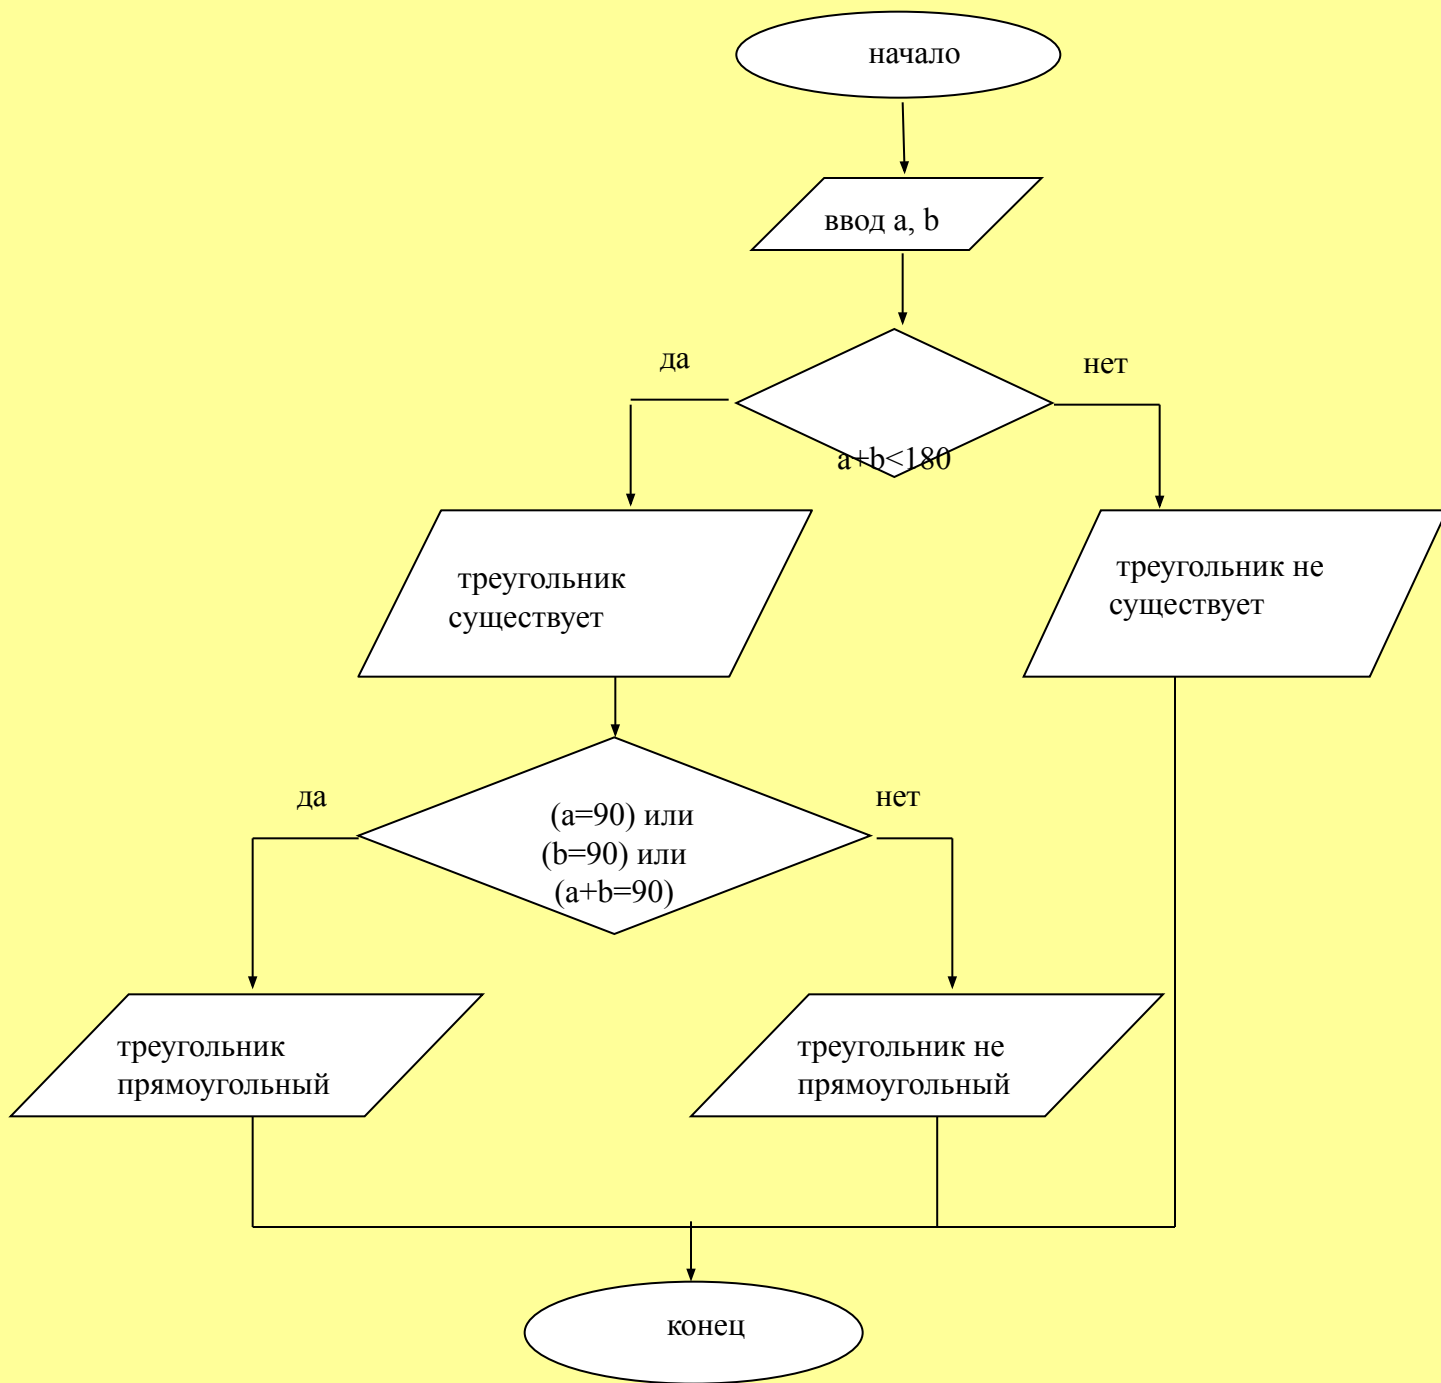 начало
ввод a, b
да
нет
a+b<180
треугольник
существует
треугольник не
существует
да
нет
(a=90) или
(b=90) или
(a+b=90)
треугольник
прямоугольный
треугольник не
прямоугольный
конец